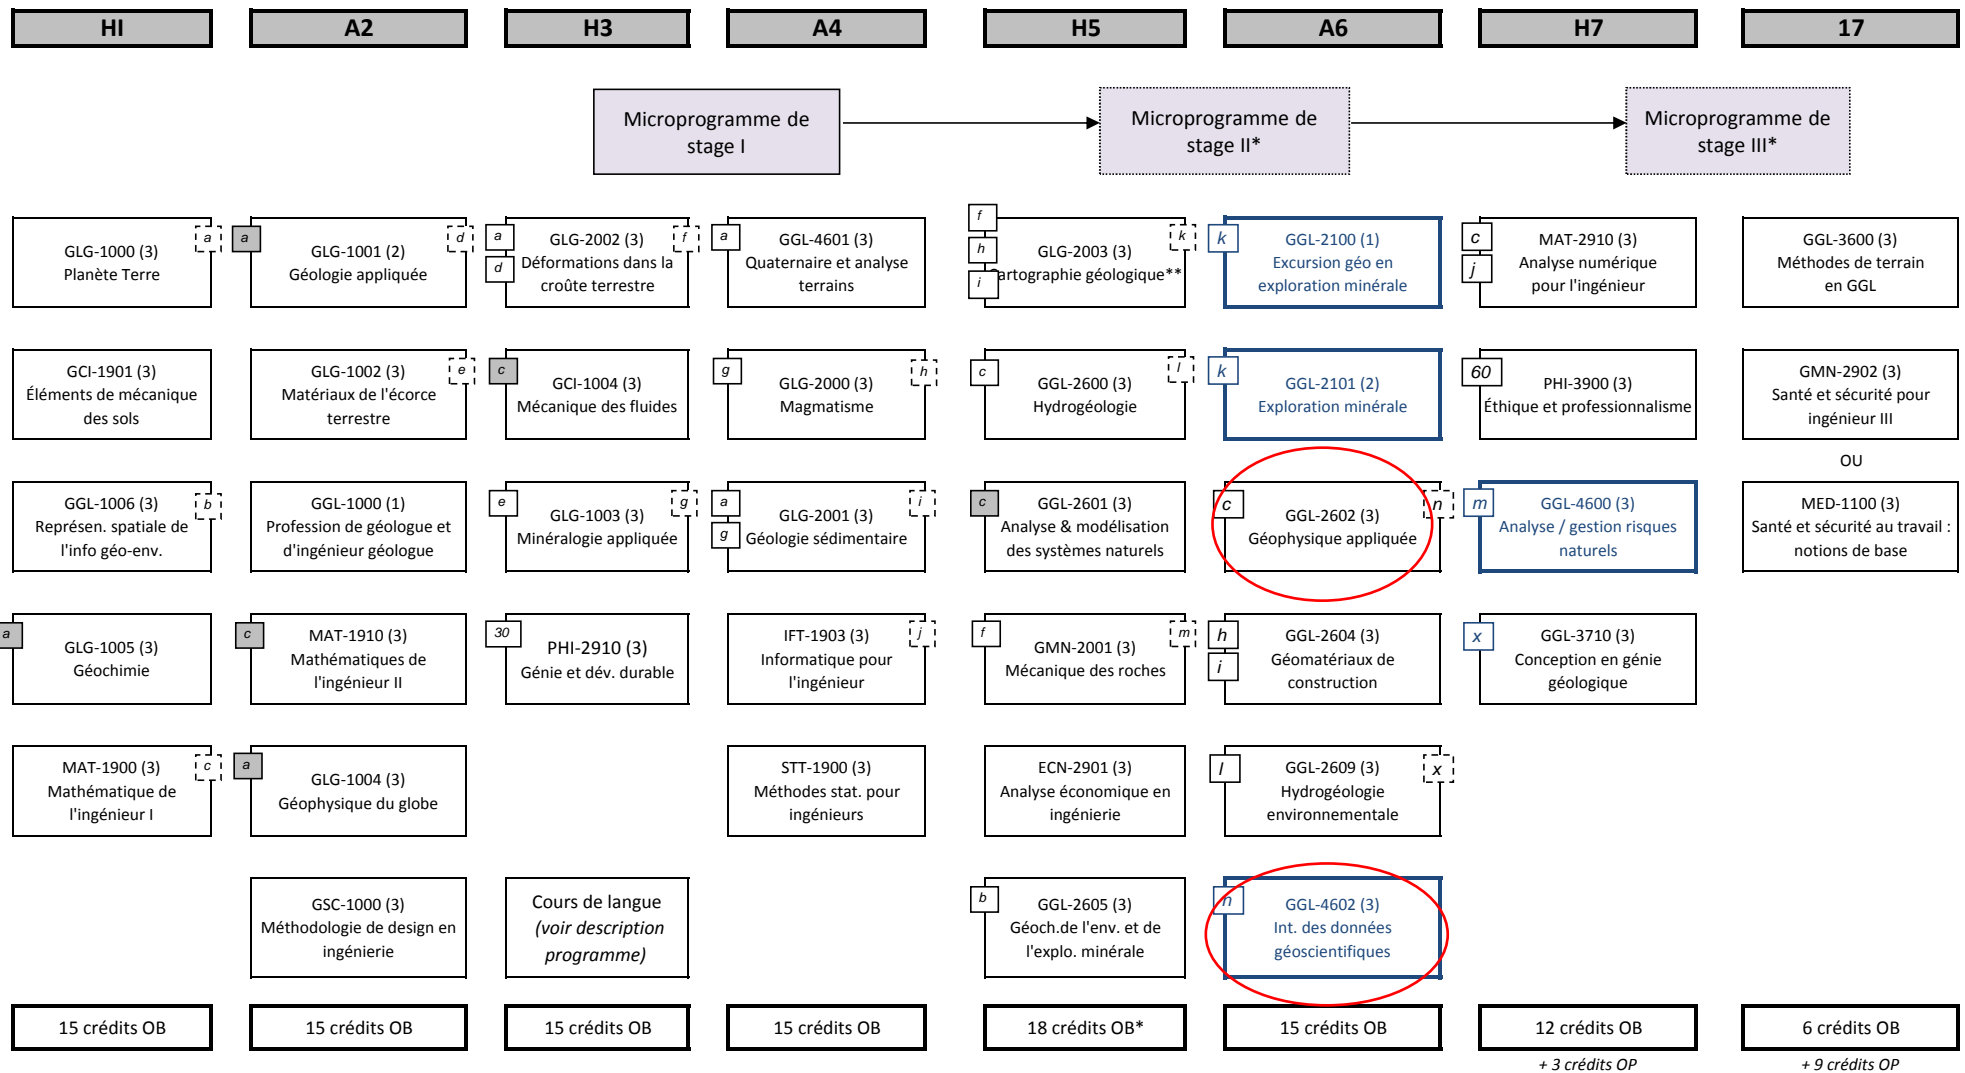 HI
A2
H3
A4
H5
A6
H7
17
Microprogramme de
stage I
Microprogramme de
stage II*
Microprogramme de
stage III*
a
GLG-1000 (3)
Planète Terre
GCI-1901 (3)
Éléments de mécanique
des sols
b
GGL-1006 (3)
Représen. spatiale de
l'info géo-env.
a
GLG-1005 (3)
Géochimie
c
MAT-1900 (3)
Mathématique de
l'ingénieur I
15 crédits OB
a
d
GLG-1001 (2)
Géologie appliquée
e
GLG-1002 (3)
Matériaux de l'écorce
terrestre
GGL-1000 (1)
Profession de géologue et
d'ingénieur géologue
c
MAT-1910 (3)
Mathématiques de
l'ingénieur II
a
GLG-1004 (3)
Géophysique du globe
GSC-1000 (3)
Méthodologie de design en
ingénierie
15 crédits OB
a
d
f
GLG-2002 (3)
Déformations dans la
croûte terrestre
c
GCI-1004 (3)
Mécanique des fluides
e
g
GLG-1003 (3)
Minéralogie appliquée
30
PHI-2910 (3)
Génie et dév. durable
Cours de langue
(voir description
programme)
15 crédits OB
a
GGL-4601 (3)
Quaternaire et analyse
terrains
g
h
GLG-2000 (3)
Magmatisme
a
g
i
GLG-2001 (3)
Géologie sédimentaire
j
IFT-1903 (3)
Informatique pour
l'ingénieur
STT-1900 (3)
Méthodes stat. pour
ingénieurs
15 crédits OB
f
h
i
k
GLG-2003 (3)
Cartographie géologique**
c
l
GGL-2600 (3)
Hydrogéologie
c
GGL-2601 (3)
Analyse & modélisation
des systèmes naturels
f
m
GMN-2001 (3)
Mécanique des roches
ECN-2901 (3)
Analyse économique en
ingénierie
b
GGL-2605 (3)
Géoch.de l'env. et de
l'explo. minérale
18 crédits OB*
k
GGL-2100 (1)
Excursion géo en
exploration minérale
k
GGL-2101 (2)
Exploration minérale
c
n
GGL-2602 (3)
Géophysique appliquée
h
i
GGL-2604 (3)
Géomatériaux de
construction
l
x
GGL-2609 (3)
Hydrogéologie
environnementale
n
GGL-4602 (3)
Int. des données
géoscientifiques
15 crédits OB
c
j
MAT-2910 (3)
Analyse numérique
pour l'ingénieur
60
PHI-3900 (3)
Éthique et professionnalisme
m
GGL-4600 (3)
Analyse / gestion risques
naturels
x
GGL-3710 (3)
Conception en génie
géologique
12 crédits OB
+ 3 crédits OP
GGL-3600 (3)
Méthodes de terrain
en GGL
GMN-2902 (3)
Santé et sécurité pour
ingénieur III
OU
MED-1100 (3)
Santé et sécurité au travail :
notions de base
6 crédits OB
+ 9 crédits OP